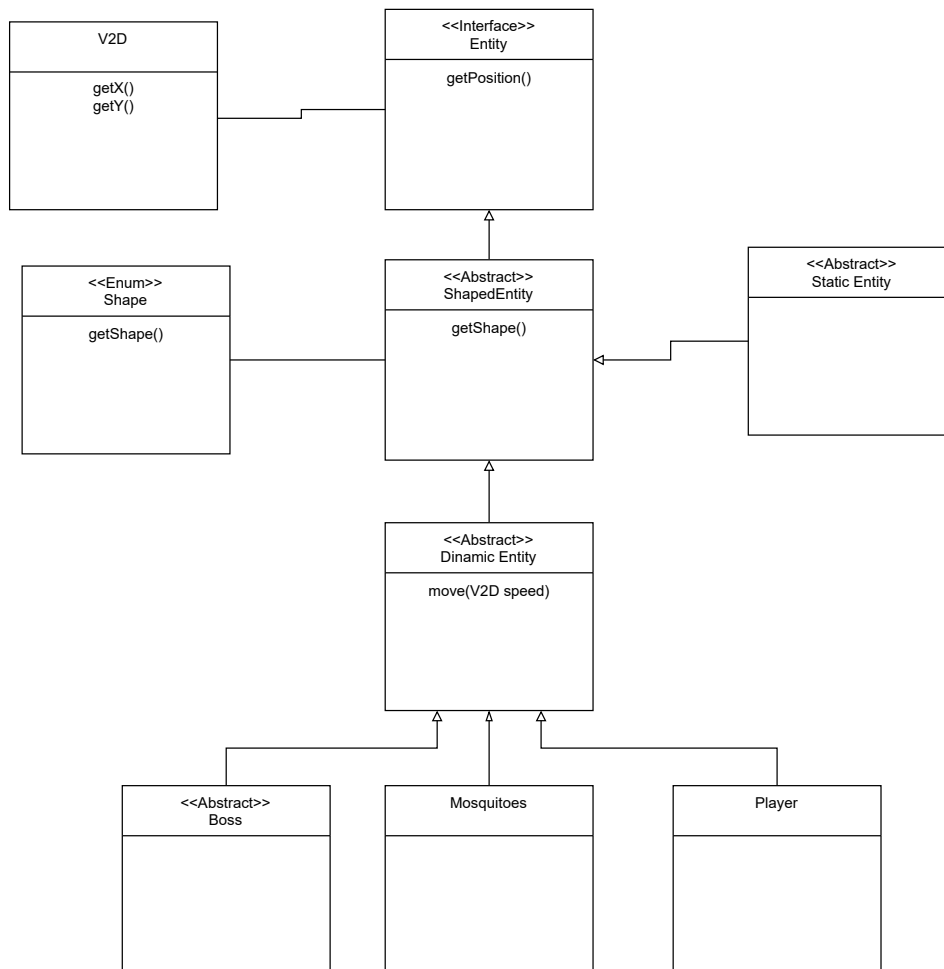 V2D
getX()
getY()
<<Interface>>
Entity
getPosition()
<<Enum>>
Shape
getShape()
<<Abstract>>
ShapedEntity
getShape()
<<Abstract>>
Static Entity
<<Abstract>>
Dinamic Entity
move(V2D speed)
<<Abstract>>
Boss
Mosquitoes
Player